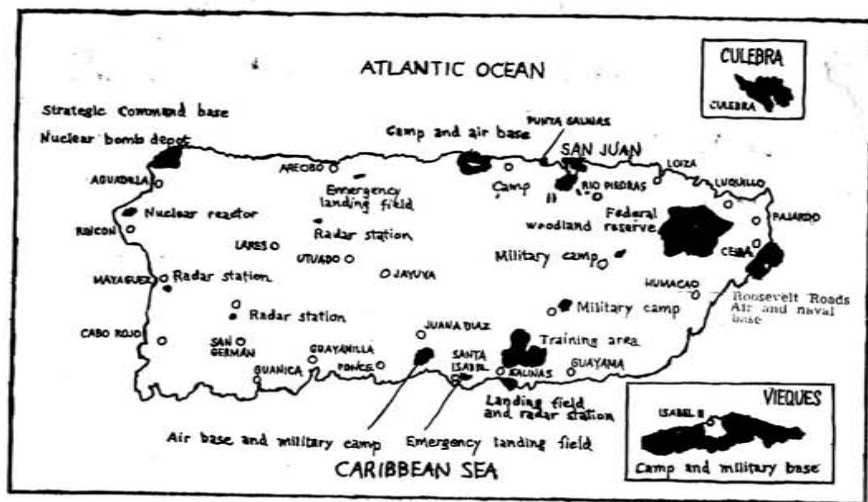 CULEBRA
CULEBRA
ATLANTIC OCEAN
Strategic Command base
Nuclear bomb depot
Camp and air base
PUNTA SALINAS
SAN JUAN
LOIZA
AGUADILLA
ARECIBO
Emergency
landing field
Camp
RIO PIEDRAS
LUQUILLO
Nuclear reactor
RINCON
Radar station
Federal
woodland reserve
FAJARDO
LARES
UTUADO
JAYUYA
Military camp
CEIBA
MAYAGUEZ
Radar station
HUMACAO
Roosevelt Roads
Air and naval
base
Radar station
Military camp
CABO ROJO
SAN
GERMÁN
JUANA DIAZ
Training area
GUAYANILLA
GUANICA
PONCE
SANTA
ISABEL
SALINAS
GUAYAMA
Landing field
and radar station
Air base and military camp
Emergency landing field
CARIBBEAN SEA
VIEQUES
ISABEL II
Camp and military base